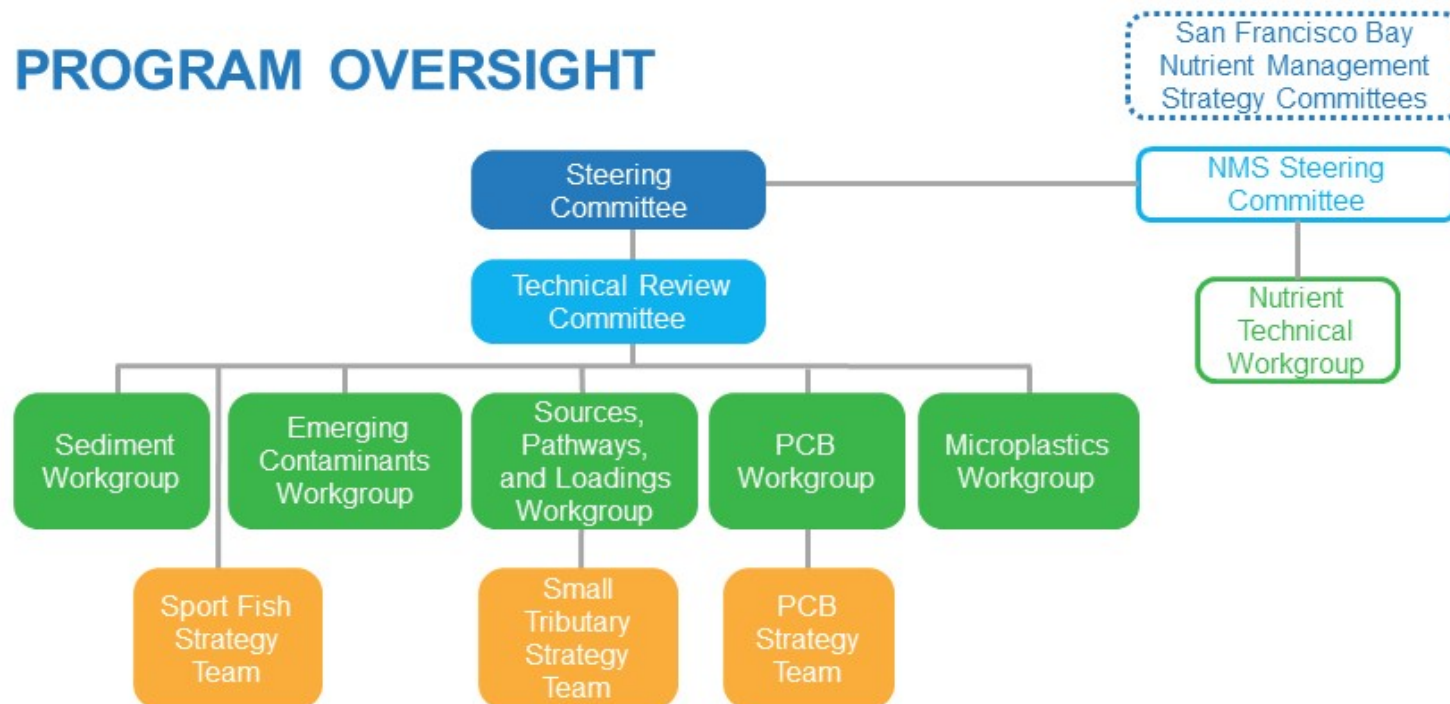 PROGRAM OVERSIGHT
San Francisco Bay
Nutrient Management
Strategy Committees
Steering
Committee
NMS Steering
Committee
Technical Review
Committee
Nutrient
Technical
Workgroup
Sediment
Workgroup
Emerging
Contaminants
Workgroup
Sources,
Pathways,
and Loadings
Workgroup
PCB
Workgroup
Microplastics
Workgroup
Sport Fish
Strategy
Team
Small
Tributary
Strategy
Team
PCB
Strategy
Team